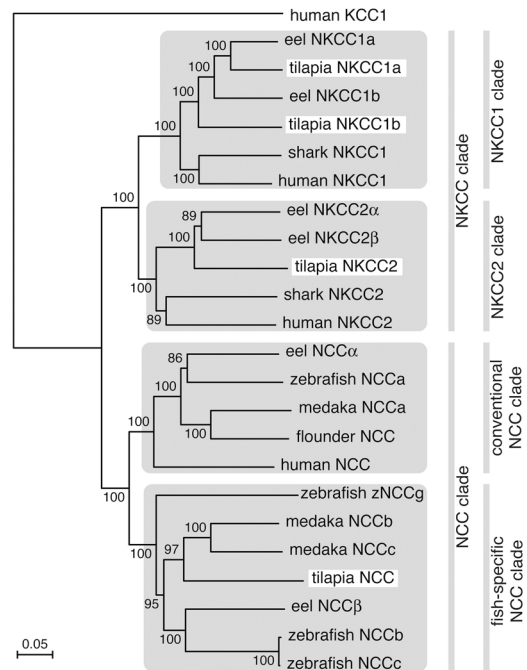 human KCC1
100
eel NKCC1a
100
tilapia NKCC1a
100
eel NKCC1b
100
tilapia NKCC1b
shark NKCC1
100
human NKCC1
NKCC1 clade
100
89
eel NKCC2α
100
eel NKCC2β
tilapia NKCC2
100
shark NKCC2
89
human NKCC2
NKCC2 clade
NKCC clade
86
eel NCCα
100
zebrafish NCCa
medaka NCCa
100
100
flounder NCC
human NCC
conventional
NCC clade
100
zebrafish zNCCg
100
medaka NCCb
97
medaka NCCc
100
tilapia NCC
95
eel NCCβ
100
zebrafish NCCb
100
zebrafish NCCc
fish-specific
NCC clade
NCC clade
0.05